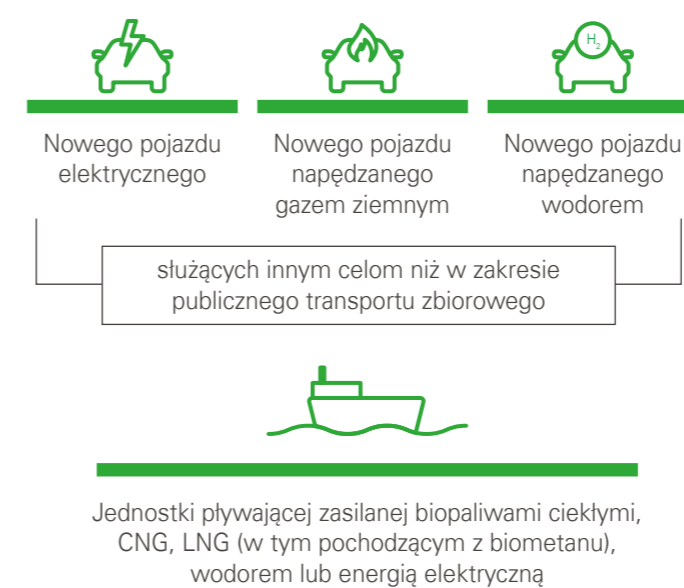 H₂
Nowego pojazdu
elektrycznego
Nowego pojazdu
napędzanego
gazem ziemnym
Nowego pojazdu
napędzanego
wodorem
służących innym celom niż w zakresie
publicznego transportu zbiorowego
Jednostki pływającej zasilanej biopaliwami ciekłymi,
CNG, LNG (w tym pochodzącym z biometanu),
wodorem lub energią elektryczną